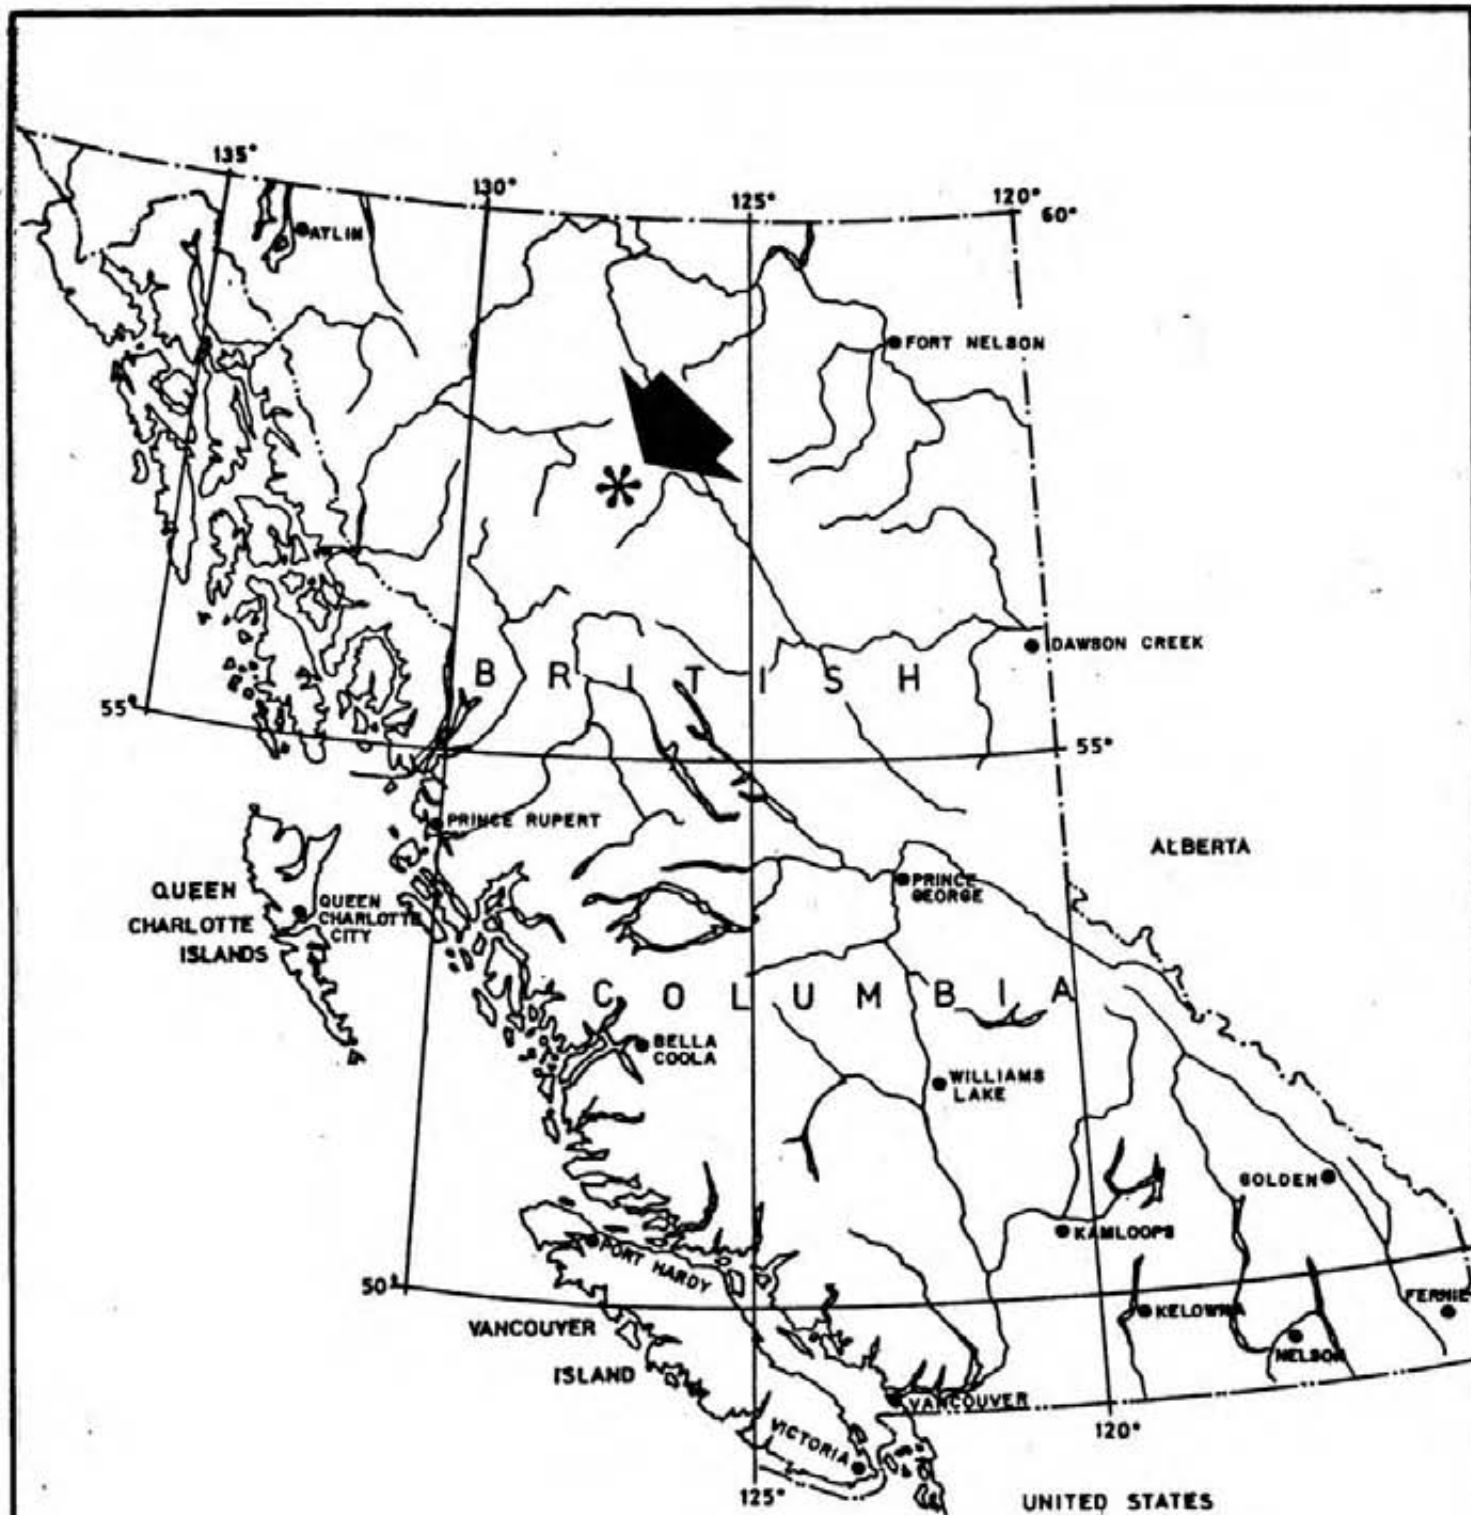 135°
130°
125°
120°
60°
ATLIN
FORT NELSON
*
DAWSON CREEK
BRITISH
55°
55°
PRINCE RUPERT
ALBERTA
PRINCE
GEORGE
QUEEN
CHARLOTTE
ISLANDS
QUEEN
CHARLOTTE
CITY
COLUMBIA
BELLA
COOLA
WILLIAMS
LAKE
GOLDEN
KAMLOOPS
PORT HARDY
50°
KELOWNA
FERNIE
VANCOUVER
ISLAND
NELSON
VANCOUVER
120°
VICTORIA
125°
UNITED STATES